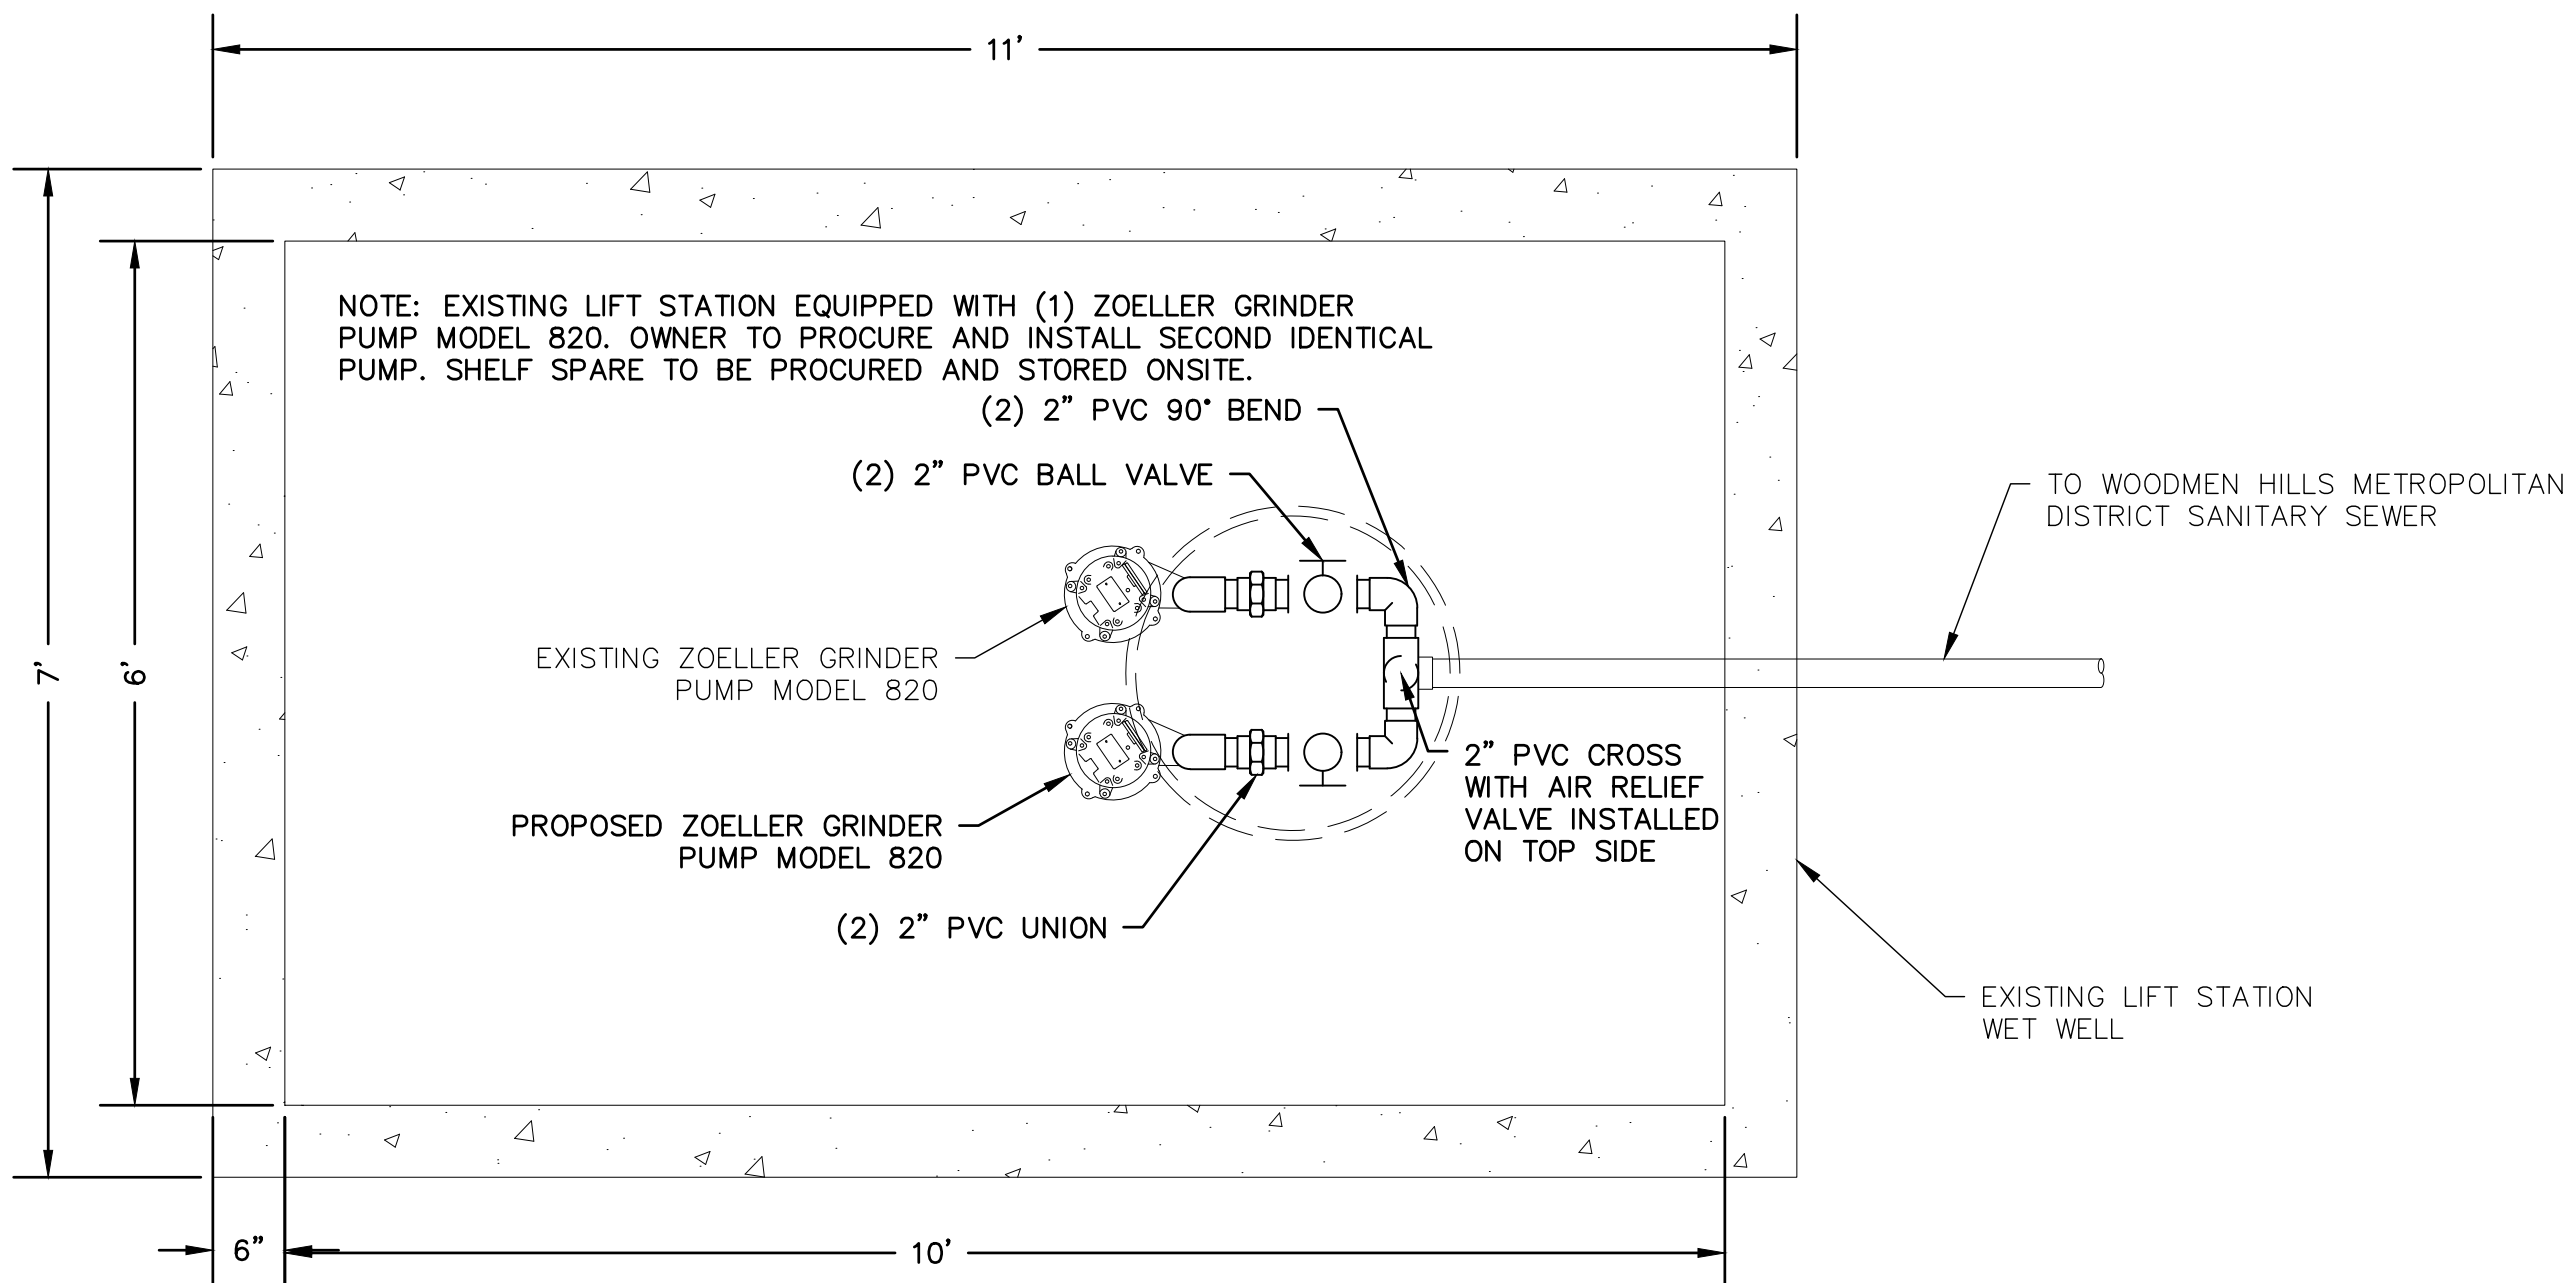 11'
NOTE: EXISTING LIFT STATION EQUIPPED WITH (1) ZOELLER GRINDER
PUMP MODEL 820. OWNER TO PROCURE AND INSTALL SECOND IDENTICAL
PUMP. SHELF SPARE TO BE PROCURED AND STORED ONSITE.
(2) 2" PVC 90° BEND
(2) 2" PVC BALL VALVE
TO WOODMEN HILLS METROPOLITAN
DISTRICT SANITARY SEWER
7'
6'
EXISTING ZOELLER GRINDER
PUMP MODEL 820
2" PVC CROSS
WITH AIR RELIEF
VALVE INSTALLED
ON TOP SIDE
PROPOSED ZOELLER GRINDER
PUMP MODEL 820
(2) 2" PVC UNION
EXISTING LIFT STATION
WET WELL
6"
10'